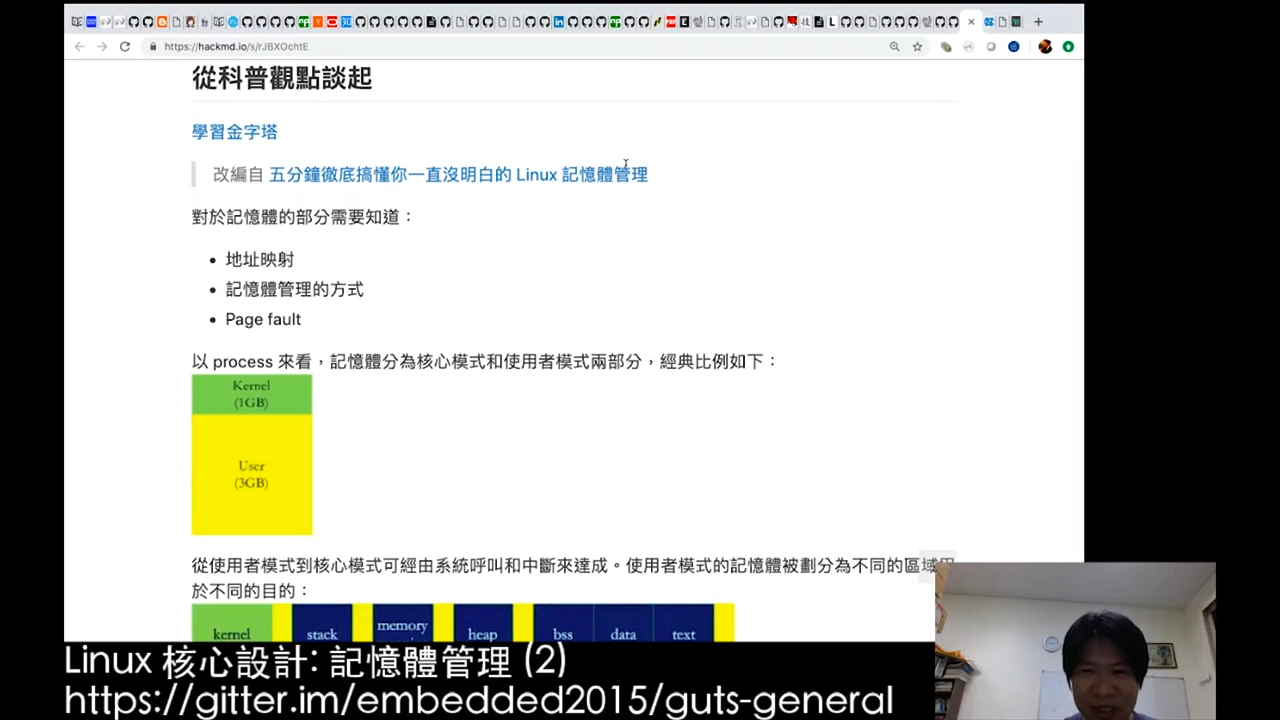 https://hackmd.io/s/rJBXOchtE
從科普觀點談起
學習金字塔
改編自 五分鐘徹底搞懂你一直沒明白的 Linux 記憶體管理
對於記憶體的部分需要知道：
地址映射
記憶體管理的方式
Page fault
以 process 來看，記憶體分為核心模式和使用者模式兩部分，經典比例如下：
Kernel
(1GB)
User
(3GB)
從使用者模式到核心模式可經由系統呼叫和中斷來達成。使用者模式的記憶體被劃分為不同的區域用
於不同的目的：
kernel stack memory heap bss data text
Linux 核心設計: 記憶體管理 (2)
https://gitter.im/embedded2015/guts-general